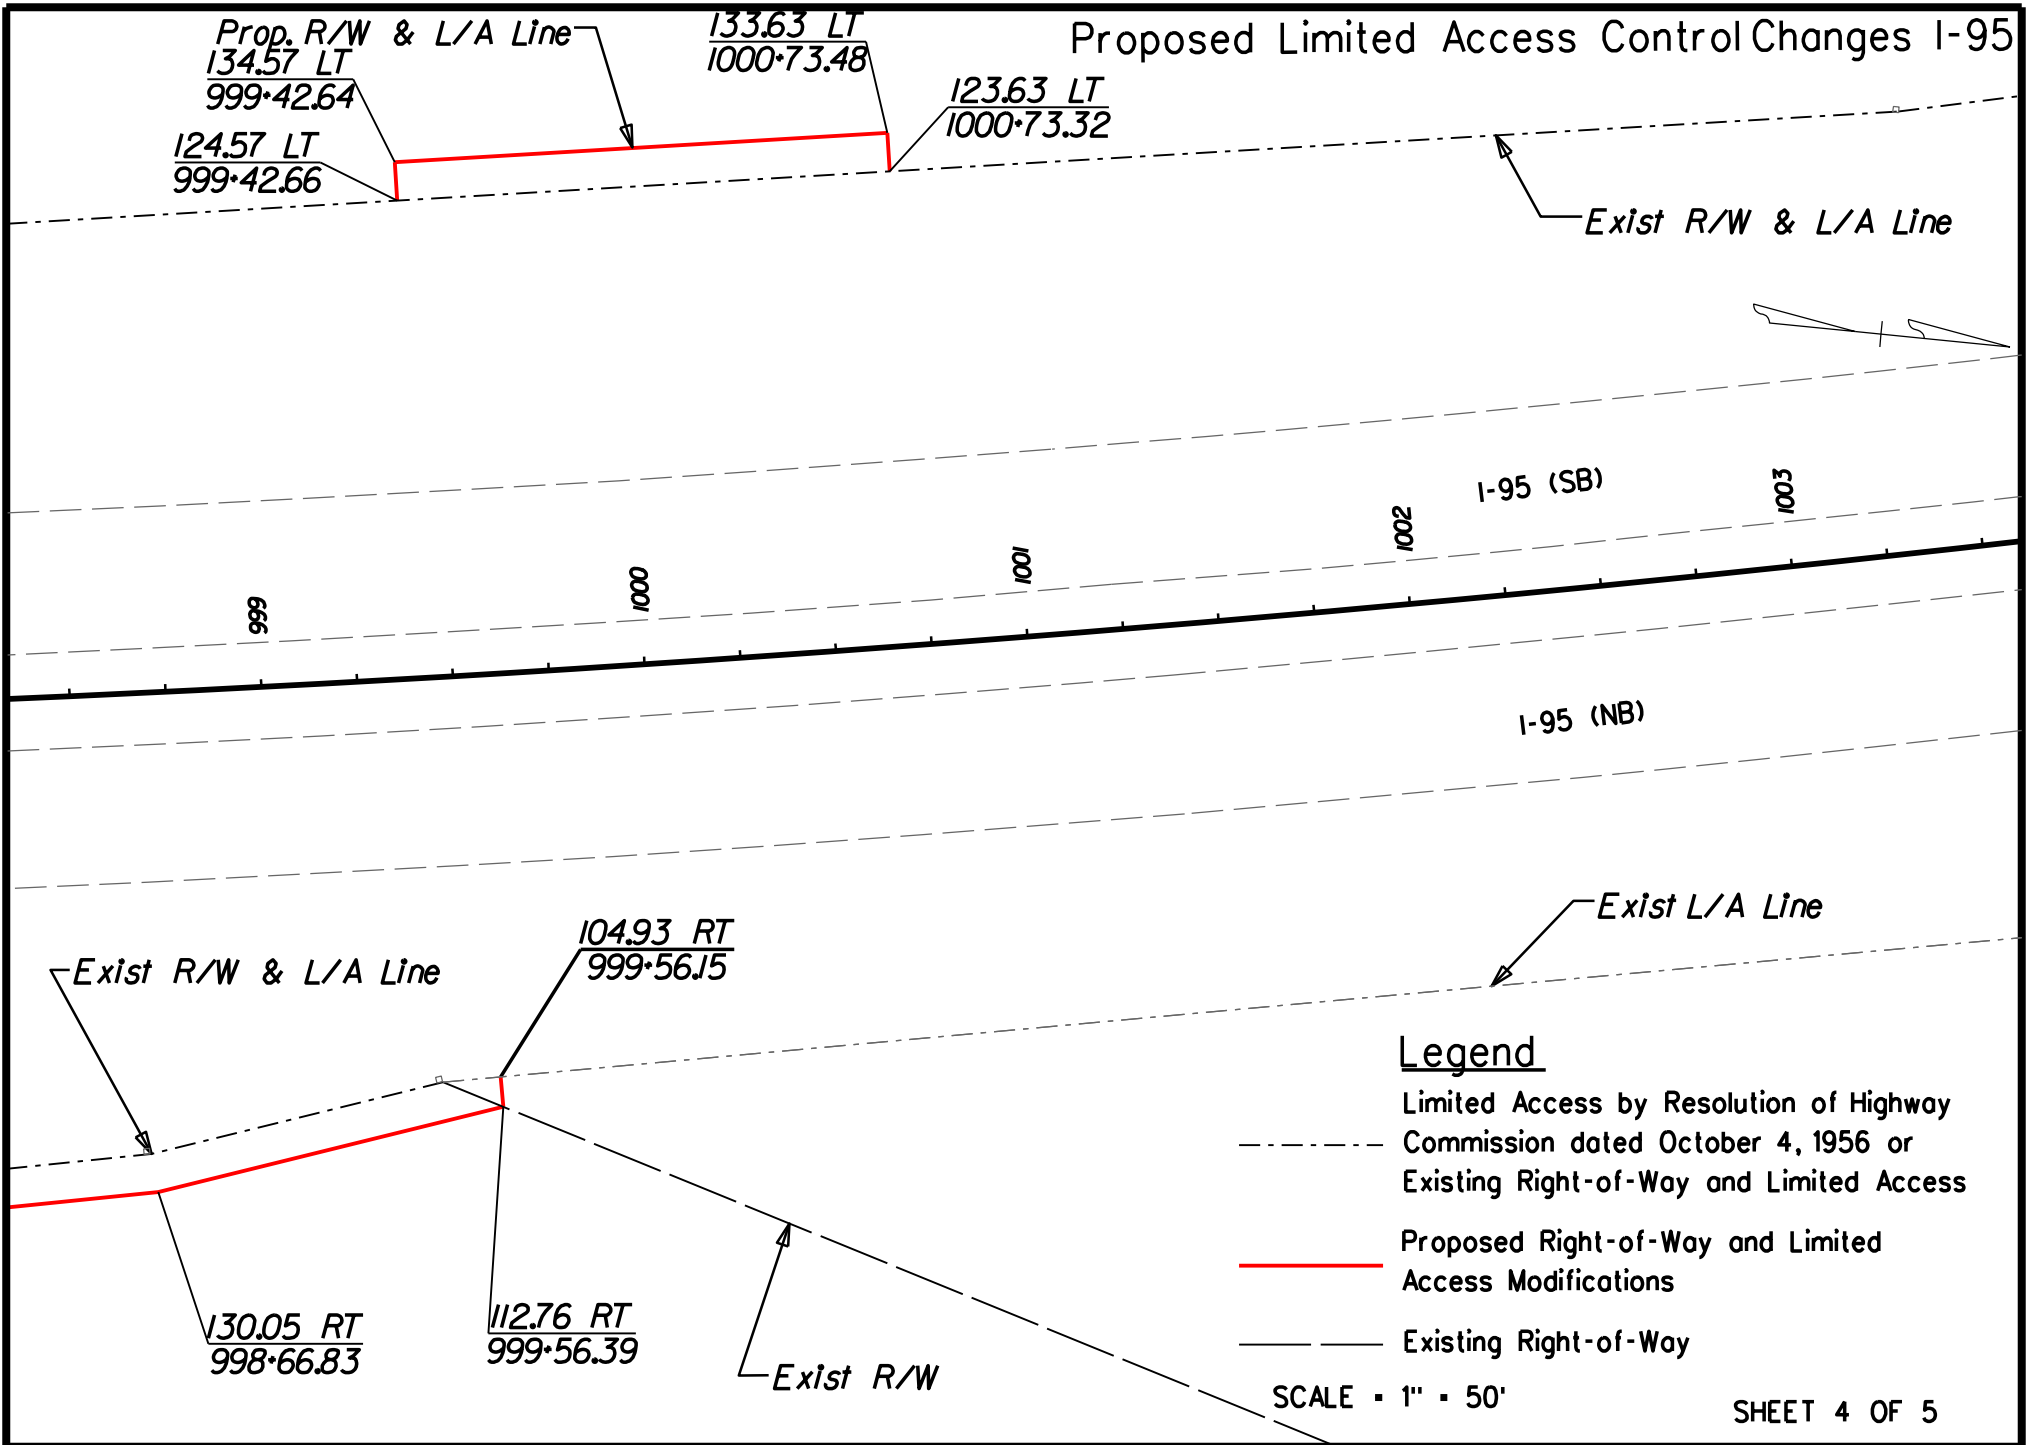 Proposed Limited Access Control Changes I-95
Prop. R/W & L/A Line
134.57 LT
999+42.64
124.57 LT
999+42.66
133.63 LT
1000+73.48
123.63 LT
1000+73.32
Exist R/W & L/A Line
I-95 (SB)
999
1000
1001
1002
1003
I-95 (NB)
Exist L/A Line
104.93 RT
999+56.15
Exist R/W & L/A Line
130.05 RT
998+66.83
112.76 RT
999+56.39
Exist R/W
Legend
Limited Access by Resolution of Highway
Commission dated October 4, 1956 or
Existing Right-of-Way and Limited Access
Proposed Right-of-Way and Limited
Access Modifications
Existing Right-of-Way
SCALE = 1" = 50'
SHEET 4 OF 5